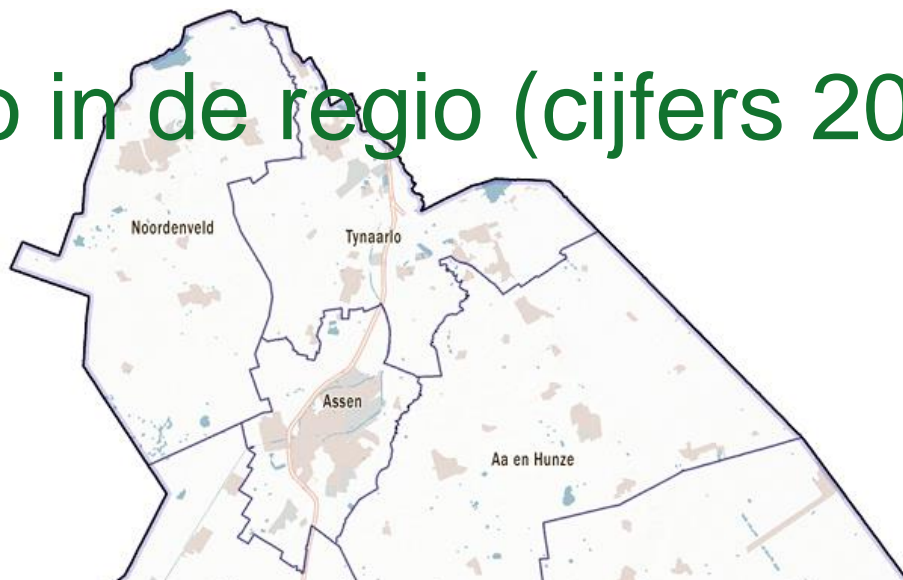 in de regio (cijfers 20
Noordenveld
Tynaarlo
Assen
Aa en Hunze